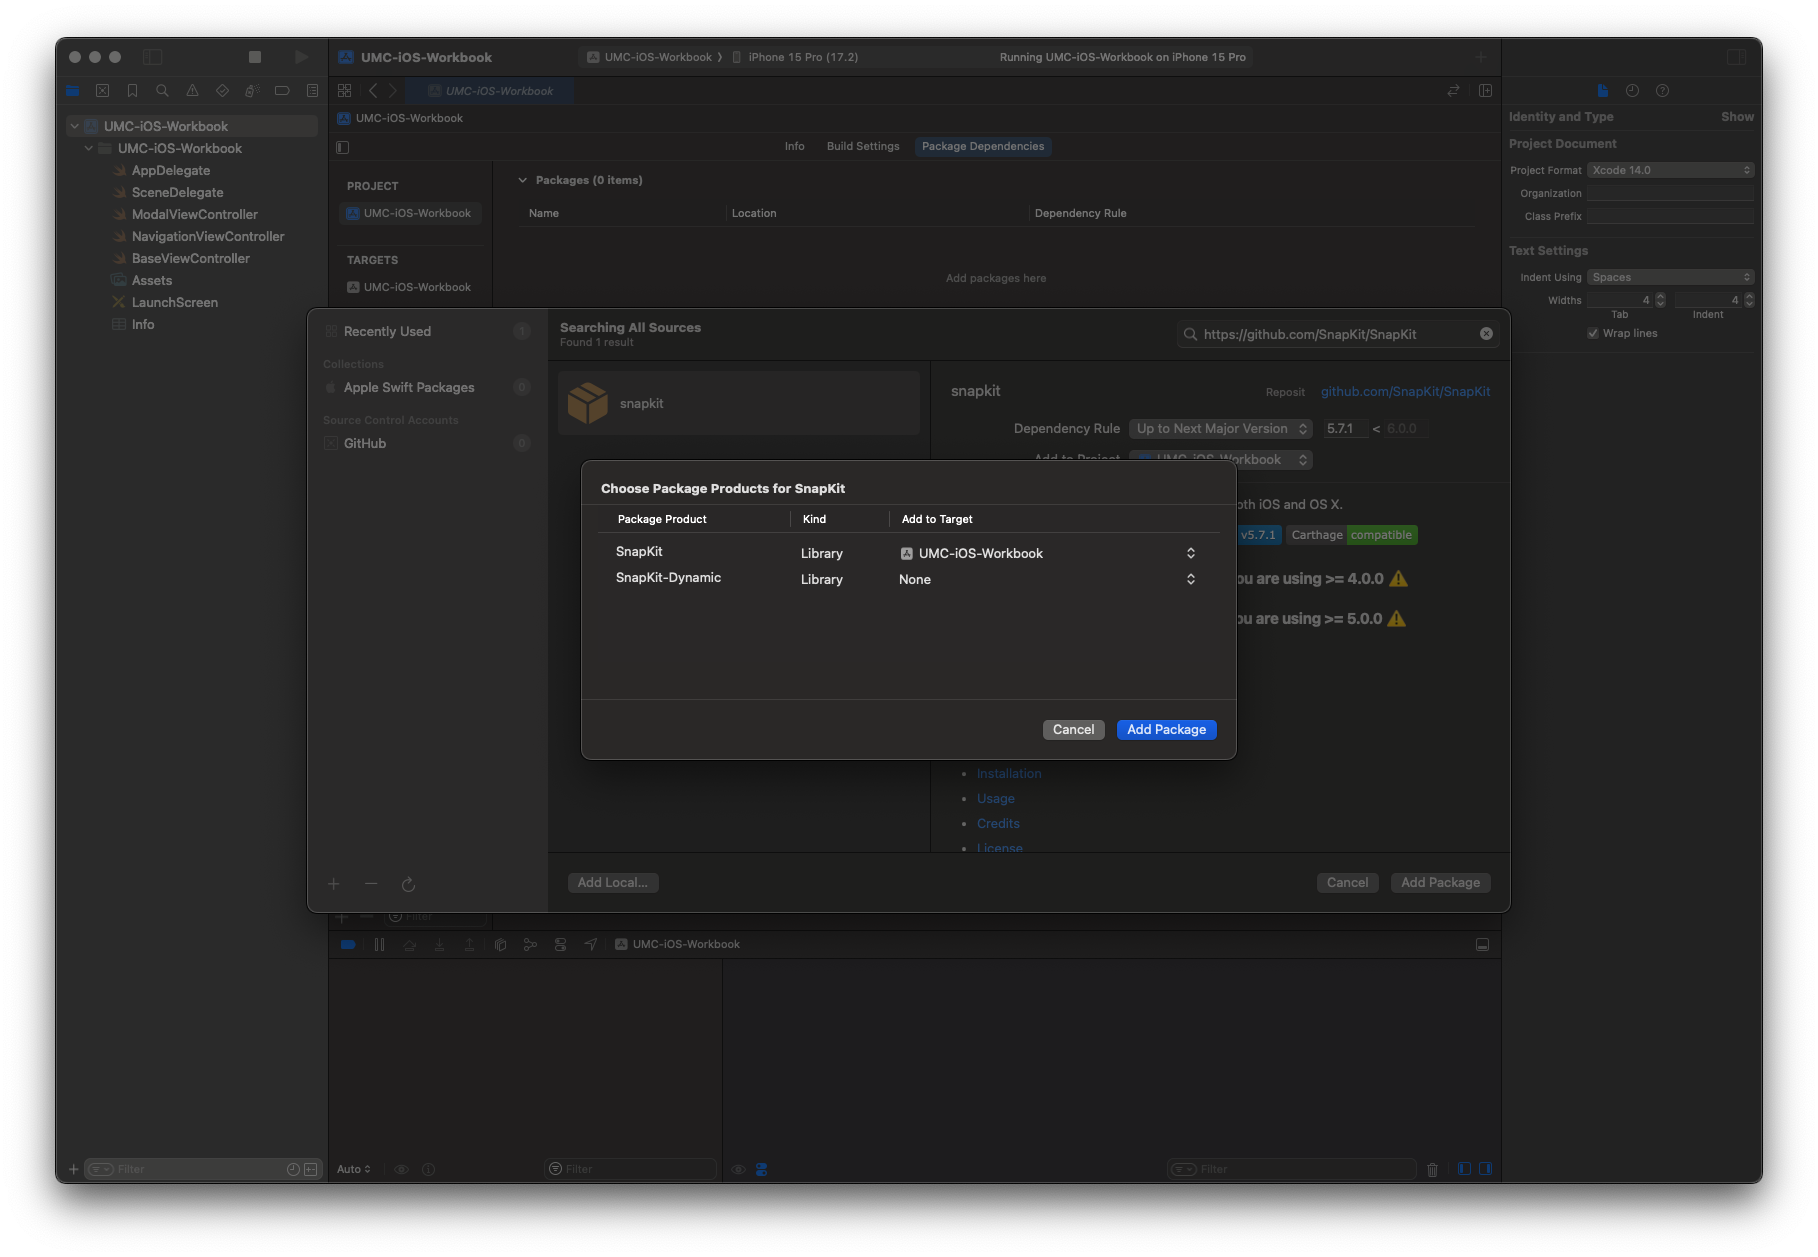 UMC-iOS-Workbook
UMC-iOS-Workbook
iPhone 15 Pro (17.2)
Running UMC-iOS-Workbook on iPhone 15 Pro
UMC-iOS-Workbook
UMC-iOS-Workbook
UMC-iOS-Workbook
UMC-iOS-Workbook
AppDelegate
SceneDelegate
ModalViewController
NavigationViewController
BaseViewController
Assets
LaunchScreen
Info
Info
Build Settings
Package Dependencies
PROJECT
UMC-iOS-Workbook
TARGETS
UMC-iOS-Workbook
Packages (0 items)
Name
Location
Dependency Rule
Add packages here
Identity and Type
Show
Project Document
Project Format
Xcode 14.0
Organization
Class Prefix
Text Settings
Indent Using
Spaces
Widths
4
4
Tab
Indent
Wrap lines
Recently Used
1
Collections
Apple Swift Packages
0
Source Control Accounts
GitHub
0
Searching All Sources
Found 1 result
https://github.com/SnapKit/SnapKit
snapkit
snapkit
Reposit
github.com/SnapKit/SnapKit
Dependency Rule
Up to Next Major Version
5.7.1
<
6.0.0
Add to Project
UMC-iOS-Workbook
oth iOS and OS X.
v5.7.1
Carthage
compatible
ou are using >= 4.0.0
ou are using >= 5.0.0
Choose Package Products for SnapKit
Package Product
Kind
Add to Target
SnapKit
Library
UMC-iOS-Workbook
SnapKit-Dynamic
Library
None
Cancel
Add Package
Installation
Usage
Credits
License
Add Local...
Cancel
Add Package
Filter
UMC-iOS-Workbook
Filter
Auto
Filter
Filter